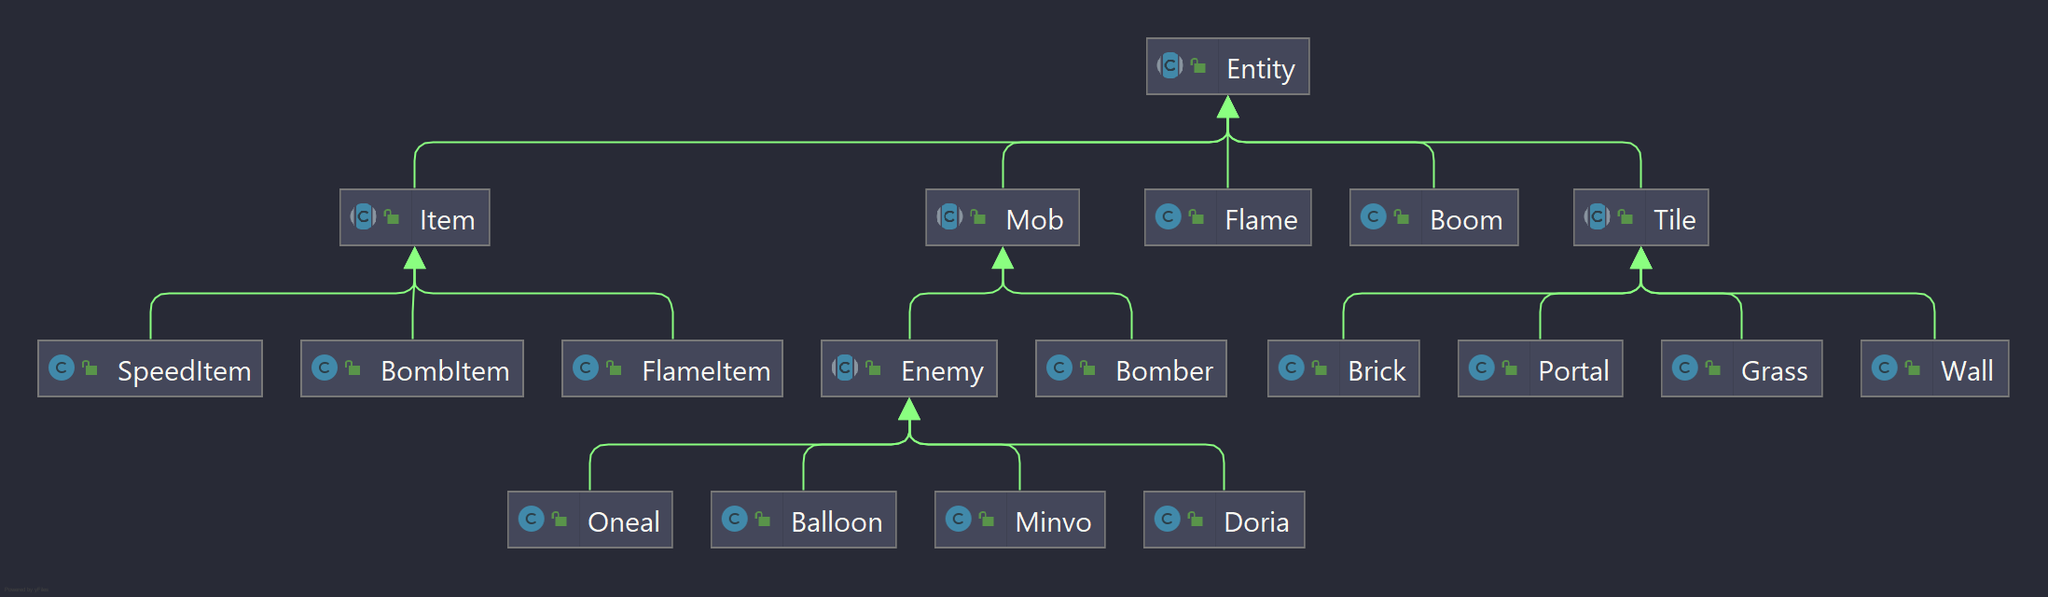 Entity
Item
Mob
Flame
Boom
Tile
SpeedItem
BombItem
FlameItem
Enemy
Bomber
Brick
Portal
Grass
Wall
Oneal
Balloon
Minvo
Doria